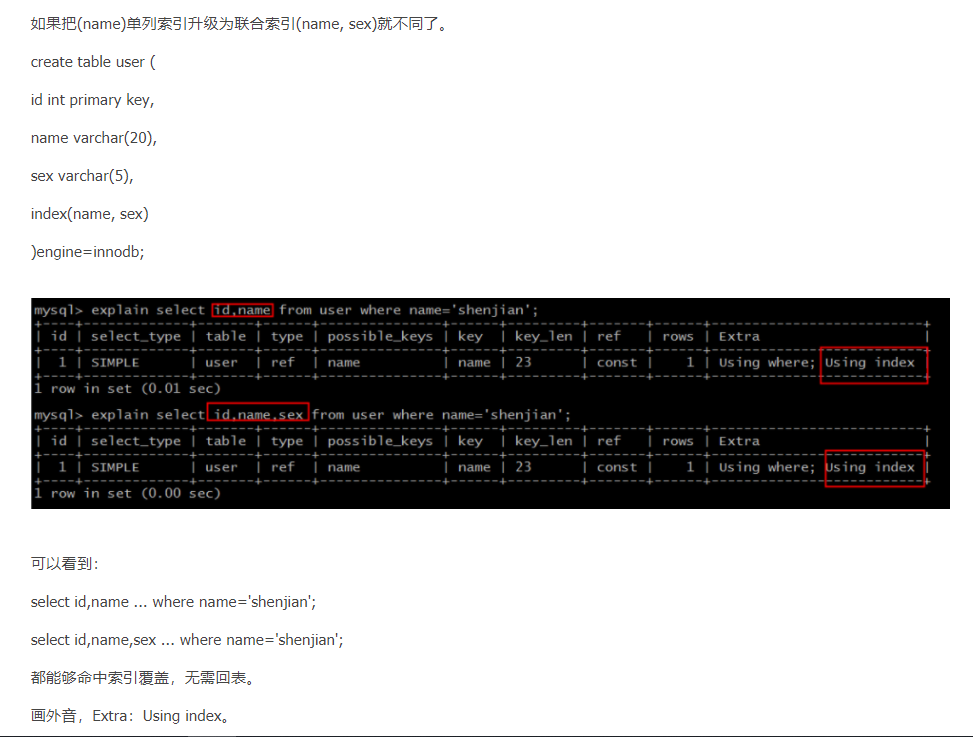 如果把(name)单列索引升级为联合索引(name, sex)就不同了。
create table user (
id int primary key,
name varchar(20),
sex varchar(5),
index(name, sex)
)engine=innodb;
mysql> explain select id,name from user where name='shenjian';
| id | select_type | table | type | possible_keys | key | key_len | ref | rows | Extra |
| 1 | SIMPLE | user | ref | name | name | 23 | const | 1 | Using where; Using index |
1 row in set (0.01 sec)
mysql> explain select id,name,sex from user where name='shenjian';
| id | select_type | table | type | possible_keys | key | key_len | ref | rows | Extra |
| 1 | SIMPLE | user | ref | name | name | 23 | const | 1 | Using where; Using index |
1 row in set (0.00 sec)
可以看到：
select id,name ... where name='shenjian';
select id,name,sex ... where name='shenjian';
都能够命中索引覆盖，无需回表。
画外音，Extra：Using index。